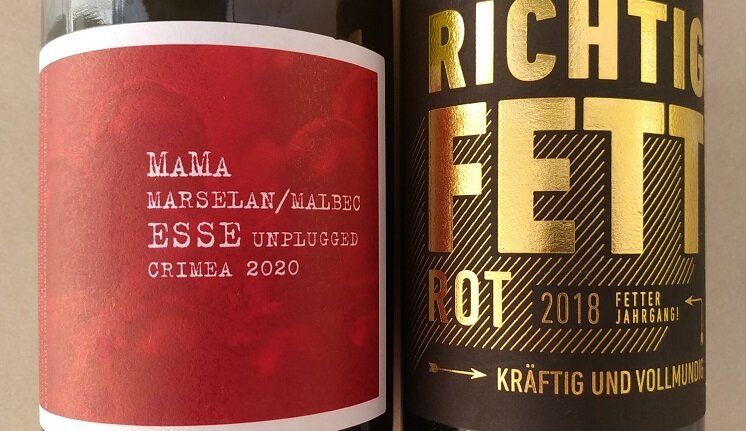 MAMA
MARSELAN/MALBEC
ESSE UNPLUGGED
CRIMEA 2020
RICHTIG
FETT
ROT 2018 FETTER
JAHRGANG!
KRÄFTIG UND VOLLMUNDIG